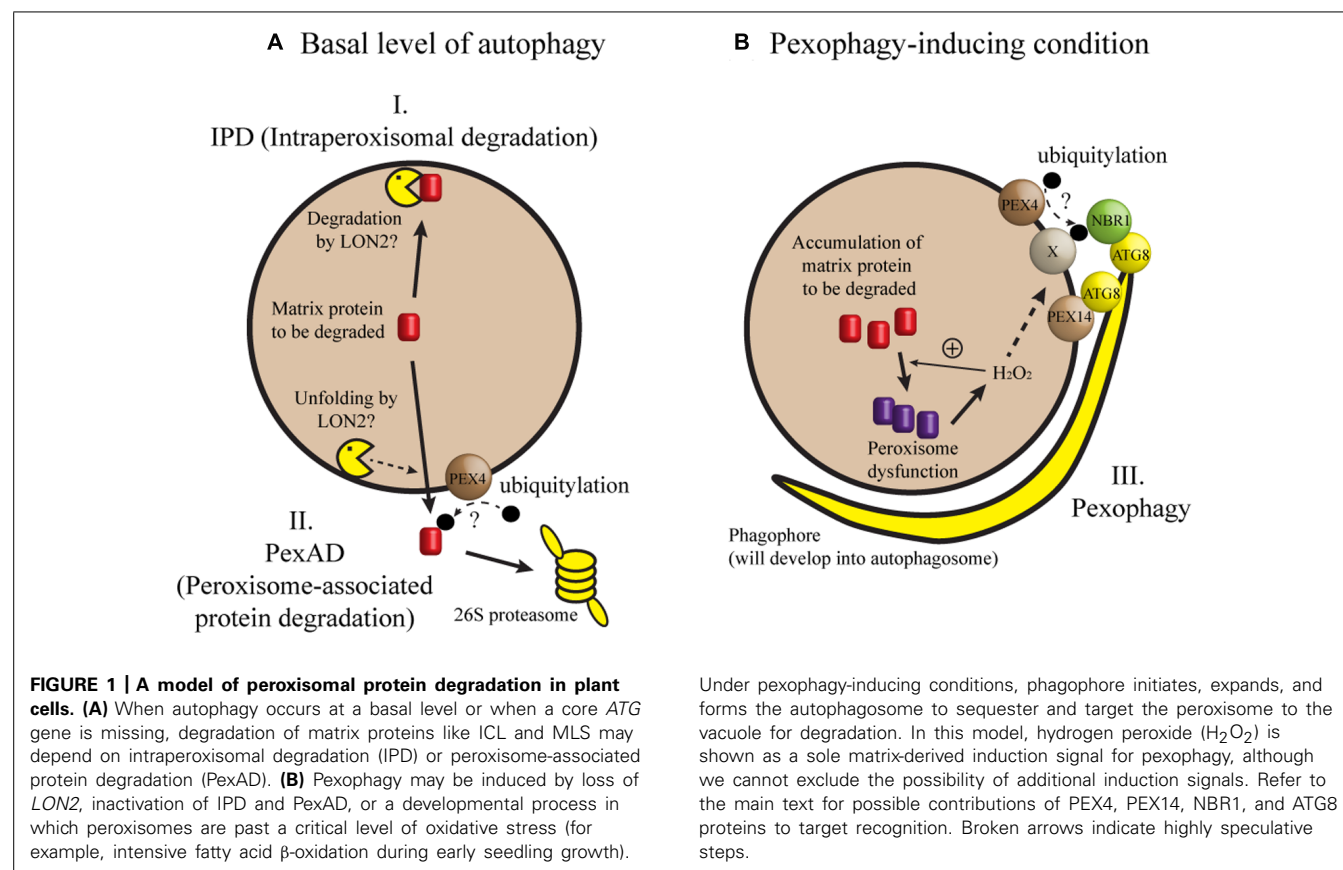 A Basal level of autophagy
I.
IPD (Intraperoxisomal degradation)
Degradation
by LON2?
Matrix protein
to be degraded
Unfolding by
LON2?
PEX4
ubiquitylation
?
II.
PexAD
(Peroxisome-associated
protein degradation)
26S proteasome
B Pexophagy-inducing condition
ubiquitylation
PEX4
?
NBR1
X
ATG8
ATG8
PEX14
Accumulation of
matrix protein
to be degraded
+
H2O2
Peroxisome
dysfunction
III.
Pexophagy
Phagophore
(will develop into autophagosome)
FIGURE 1 | A model of peroxisomal protein degradation in plant
cells. (A) When autophagy occurs at a basal level or when a core ATG
gene is missing, degradation of matrix proteins like ICL and MLS may
depend on intraperoxisomal degradation (IPD) or peroxisome-associated
protein degradation (PexAD). (B) Pexophagy may be induced by loss of
LON2, inactivation of IPD and PexAD, or a developmental process in
which peroxisomes are past a critical level of oxidative stress (for
example, intensive fatty acid β-oxidation during early seedling growth).
Under pexophagy-inducing conditions, phagophore initiates, expands, and
forms the autophagosome to sequester and target the peroxisome to the
vacuole for degradation. In this model, hydrogen peroxide (H2O2) is
shown as a sole matrix-derived induction signal for pexophagy, although
we cannot exclude the possibility of additional induction signals. Refer to
the main text for possible contributions of PEX4, PEX14, NBR1, and ATG8
proteins to target recognition. Broken arrows indicate highly speculative
steps.